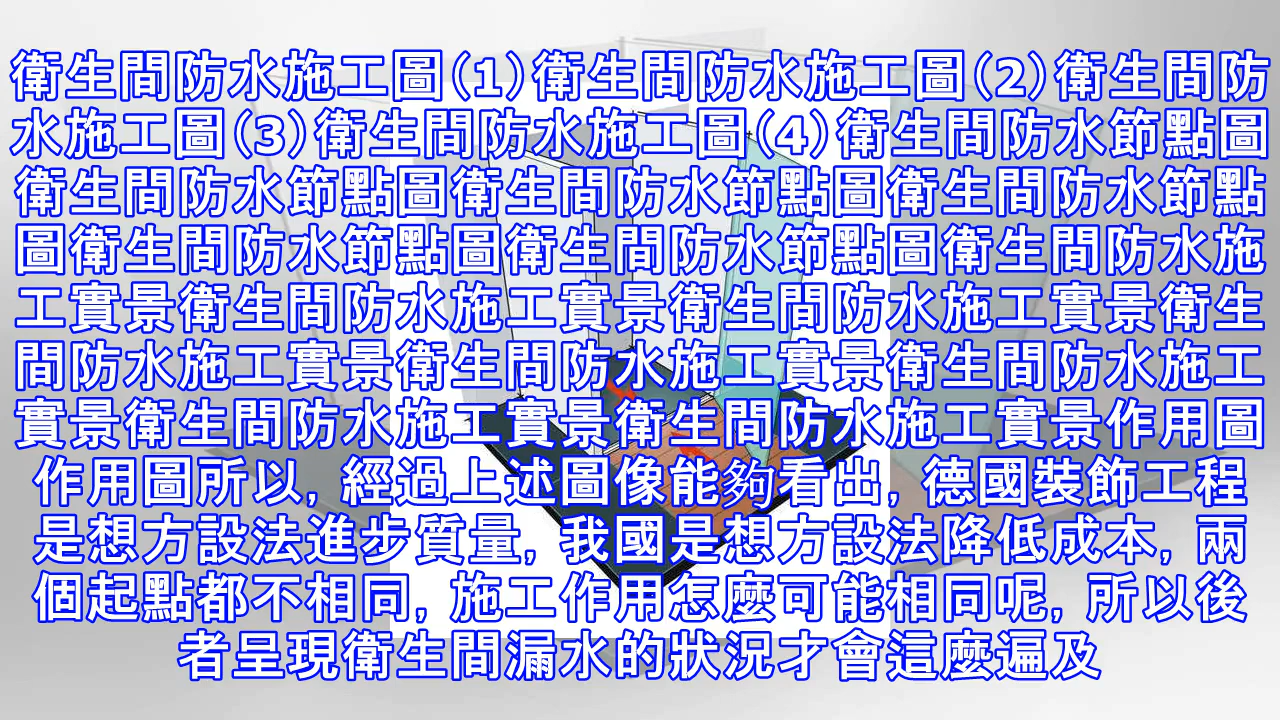 衛生間防水施工圖(1)衛生間防水施工圖(2)衛生間防
水施工圖(3)衛生間防水施工圖(4)衛生間防水節點圖
衛生間防水節點圖衛生間防水節點圖衛生間防水節點
圖衛生間防水節點圖衛生間防水節點圖衛生間防水施
工實景衛生間防水施工實景衛生間防水施工實景衛生
間防水施工實景衛生間防水施工實景衛生間防水施工
實景衛生間防水施工實景衛生間防水施工實景作用圖
作用圖所以, 經過上述圖像能夠看出, 德國裝飾工程
是想方設法進步質量, 我國是想方設法降低成本, 兩
個起點都不相同, 施工作用怎麼可能相同呢, 所以後
者呈現衛生間漏水的狀況才會這麼遍及